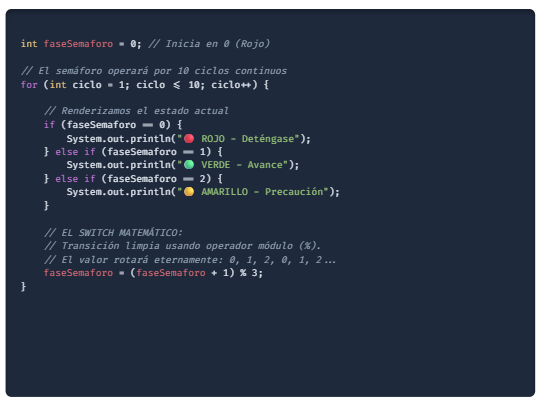 int faseSemaforo = 0; // Inicia en 0 (Rojo)
// El semáforo operará por 10 ciclos continuos
for (int ciclo = 1; ciclo <= 10; ciclo++) {
// Renderizamos el estado actual
if (faseSemaforo == 0) {
System.out.println("🔴 ROJO - Deténgase");
} else if (faseSemaforo == 1) {
System.out.println("🟢 VERDE - Avance");
} else if (faseSemaforo == 2) {
System.out.println("🟡 AMARILLO - Precaución");
}
// EL SWITCH MATEMÁTICO:
// Transición limpia usando operador módulo (%).
// El valor rotará eternamente: 0, 1, 2, 0, 1, 2...
faseSemaforo = (faseSemaforo + 1) % 3;
}